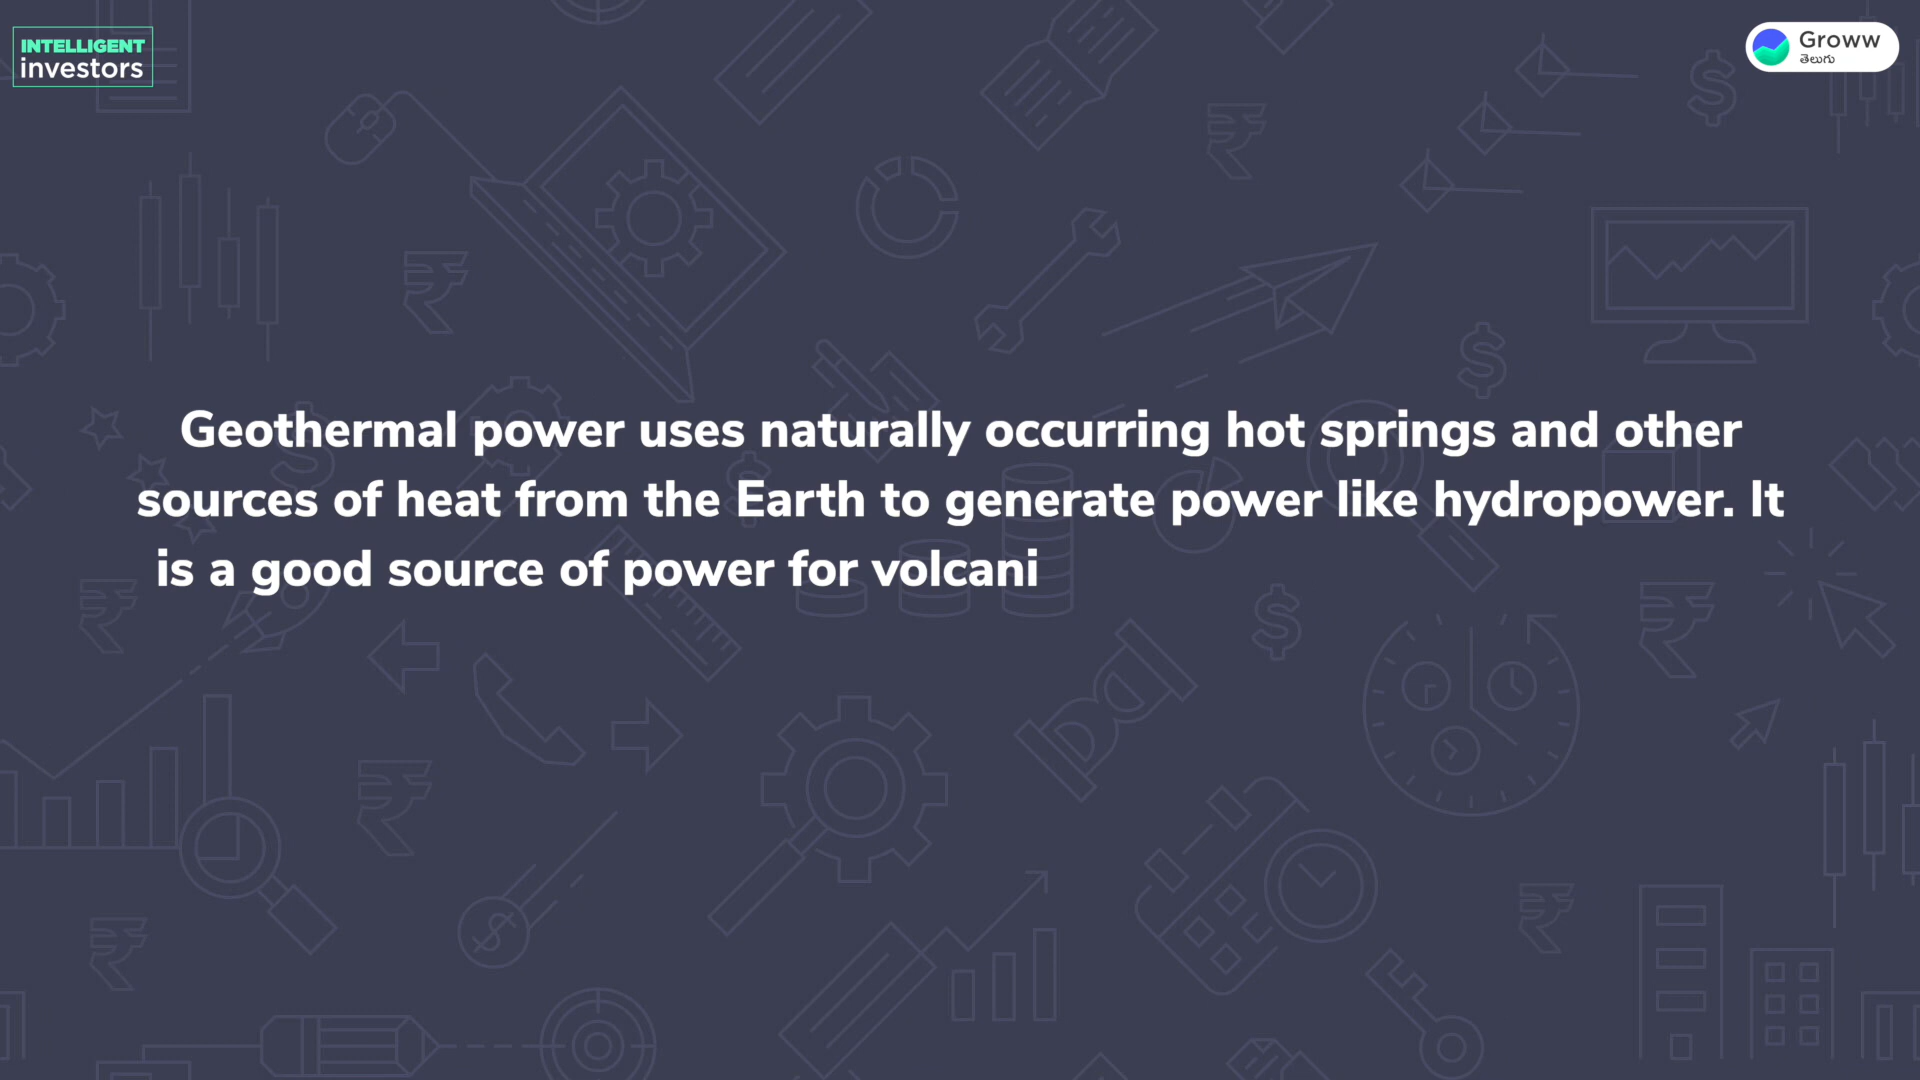 INTELLIGENT
investors
Groww
తెలుగు
Geothermal power uses naturally occurring hot springs and other
sources of heat from the Earth to generate power like hydropower. It
is a good source of power for volcani